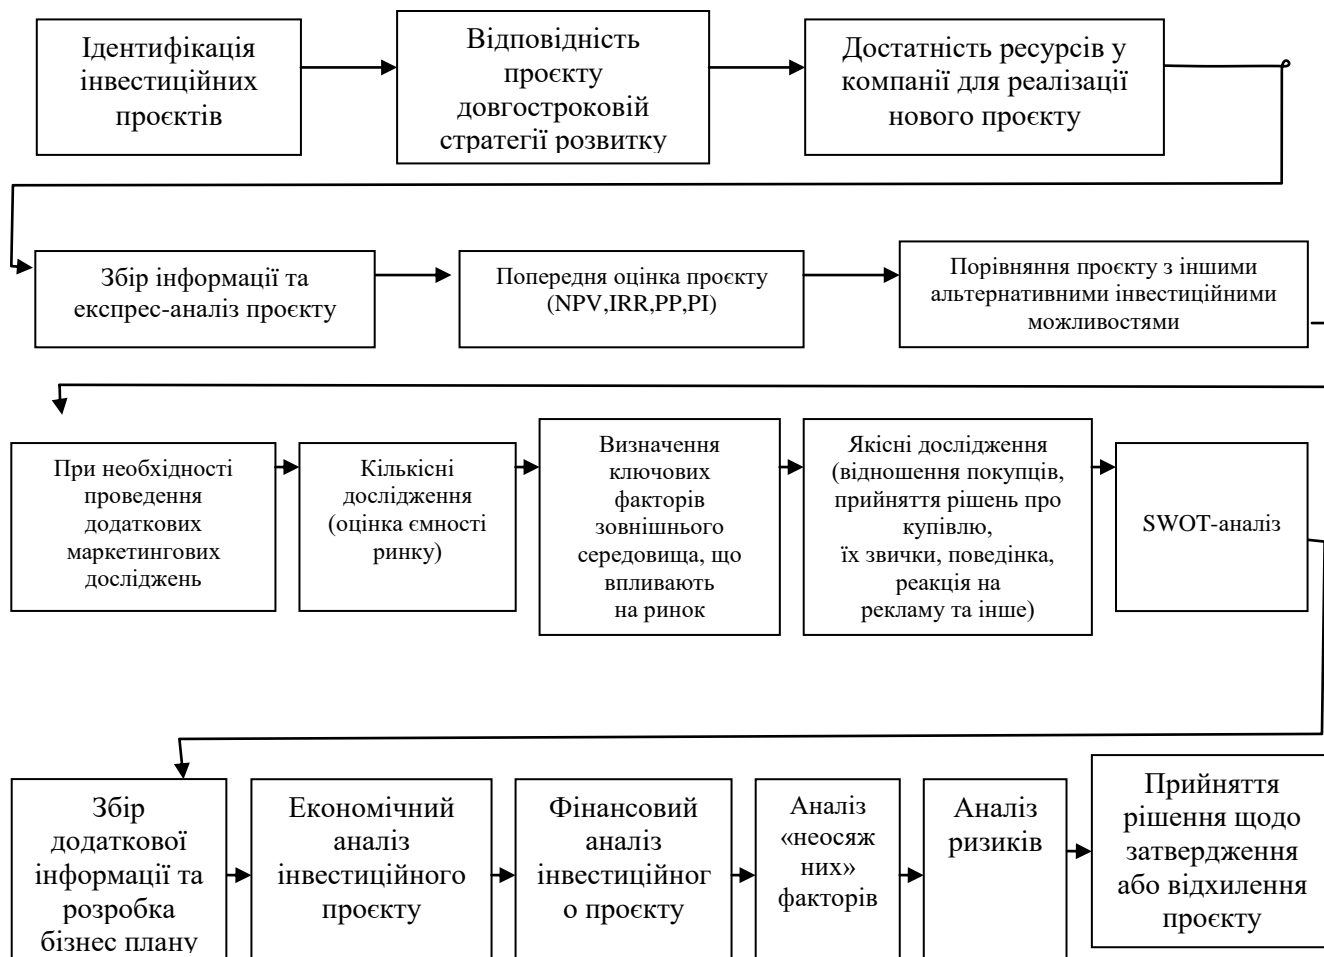 Ідентифікація
інвестиційних
проєктів
Відповідність
проєкту
довгостроковій
стратегії розвитку
Достатність ресурсів у
компанії для реалізації
нового проєкту
Збір інформації та
експрес-аналіз проєкту
Попередня оцінка проєкту
(NPV,IRR,PP,PI)
Порівняння проєкту з іншими
альтернативними інвестиційними
можливостями
При необхідності
проведення
додаткових
маркетингових
досліджень
Кількісні
дослідження
(оцінка ємності
ринку)
Визначення
ключових
факторів
зовнішнього
середовища, що
впливають
на ринок
Якісні дослідження
(відношення покупців,
прийняття рішень про
купівлю,
їх звички, поведінка,
реакція на
рекламу та інше)
SWOT-аналіз
Збір
додаткової
інформації та
розробка
бізнес плану
Економічний
аналіз
інвестиційного
проєкту
Фінансовий
аналіз
інвестиційног
о проєкту
Аналіз
«неосяж
них»
факторів
Аналіз
ризиків
Прийняття
рішення щодо
затвердження
або відхилення
проєкту